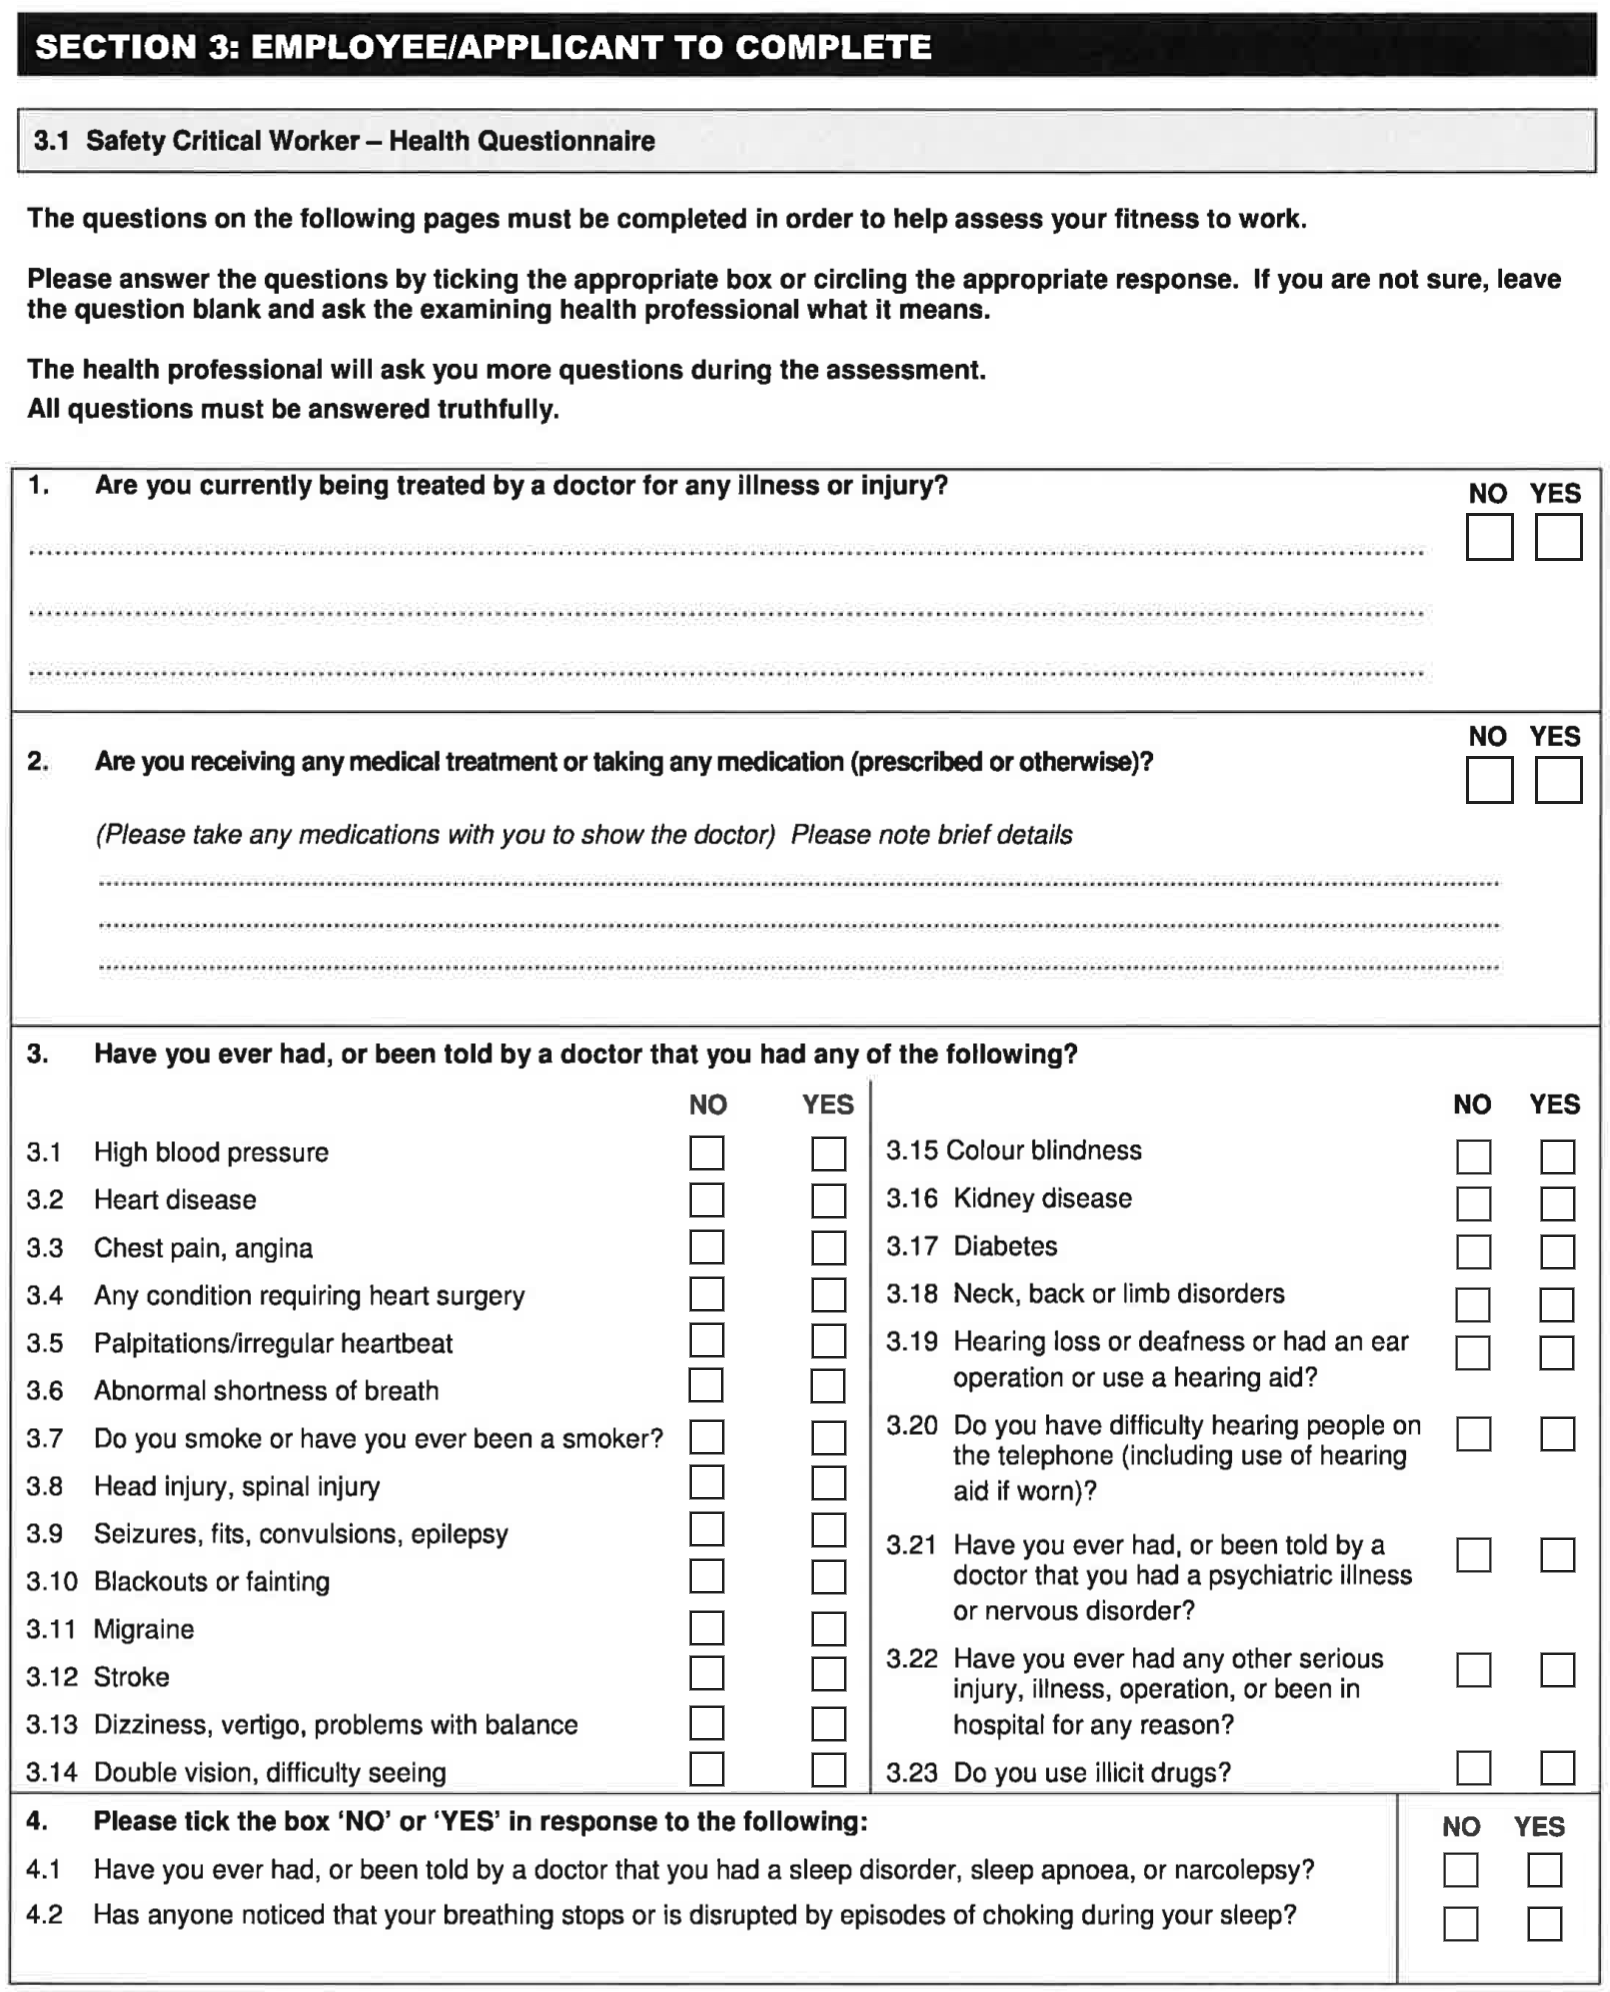 SECTION 3: EMPLOYEE/APPLICANT TO COMPLETE
3.1 Safety Critical Worker – Health Questionnaire
The questions on the following pages must be completed in order to help assess your fitness to work.
Please answer the questions by ticking the appropriate box or circling the appropriate response. If you are not sure, leave
the question blank and ask the examining health professional what it means.
The health professional will ask you more questions during the assessment.
All questions must be answered truthfully.
1. Are you currently being treated by a doctor for any illness or injury?
NO YES
2. Are you receiving any medical treatment or taking any medication (prescribed or otherwise)?
NO YES
(Please take any medications with you to show the doctor) Please note brief details
3. Have you ever had, or been told by a doctor that you had any of the following?
NO YES
3.1 High blood pressure
3.2 Heart disease
3.3 Chest pain, angina
3.4 Any condition requiring heart surgery
3.5 Palpitations/irregular heartbeat
3.6 Abnormal shortness of breath
3.7 Do you smoke or have you ever been a smoker?
3.8 Head injury, spinal injury
3.9 Seizures, fits, convulsions, epilepsy
3.10 Blackouts or fainting
3.11 Migraine
3.12 Stroke
3.13 Dizziness, vertigo, problems with balance
3.14 Double vision, difficulty seeing
NO YES
3.15 Colour blindness
3.16 Kidney disease
3.17 Diabetes
3.18 Neck, back or limb disorders
3.19 Hearing loss or deafness or had an ear
operation or use a hearing aid?
3.20 Do you have difficulty hearing people on
the telephone (including use of hearing
aid if worn)?
3.21 Have you ever had, or been told by a
doctor that you had a psychiatric illness
or nervous disorder?
3.22 Have you ever had any other serious
injury, illness, operation, or been in
hospital for any reason?
3.23 Do you use illicit drugs?
4. Please tick the box ‘NO’ or ‘YES’ in response to the following:
NO YES
4.1 Have you ever had, or been told by a doctor that you had a sleep disorder, sleep apnoea, or narcolepsy?
4.2 Has anyone noticed that your breathing stops or is disrupted by episodes of choking during your sleep?